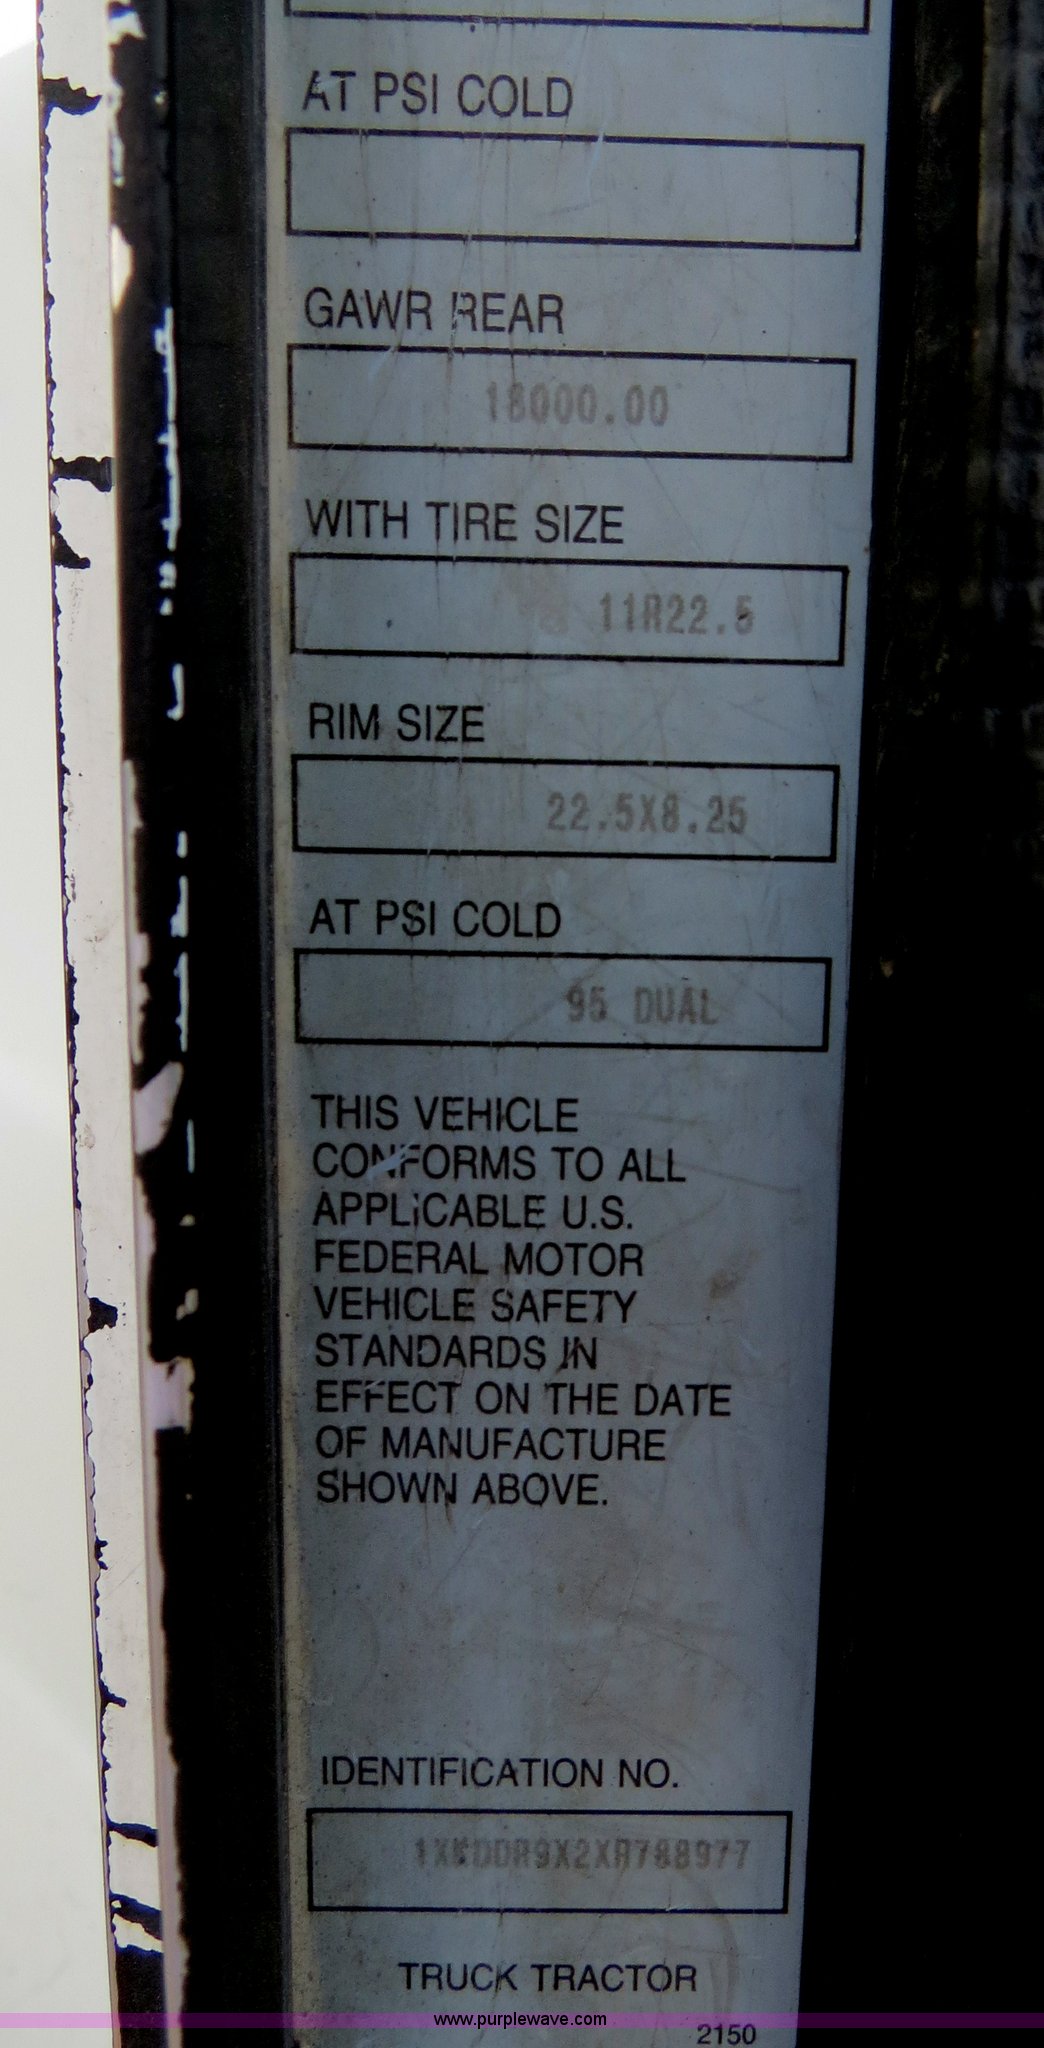 AT PSI COLD
GAWR REAR
18000.00
WITH TIRE SIZE
11R22.5
RIM SIZE
22.5X8.25
AT PSI COLD
95 DUAL
THIS VEHICLE
CONFORMS TO ALL
APPLICABLE U.S.
FEDERAL MOTOR
VEHICLE SAFETY
STANDARDS IN
EFFECT ON THE DATE
OF MANUFACTURE
SHOWN ABOVE.
IDENTIFICATION NO.
1XKDDR9X2XR788977
TRUCK TRACTOR
www.purplewave.com
2150